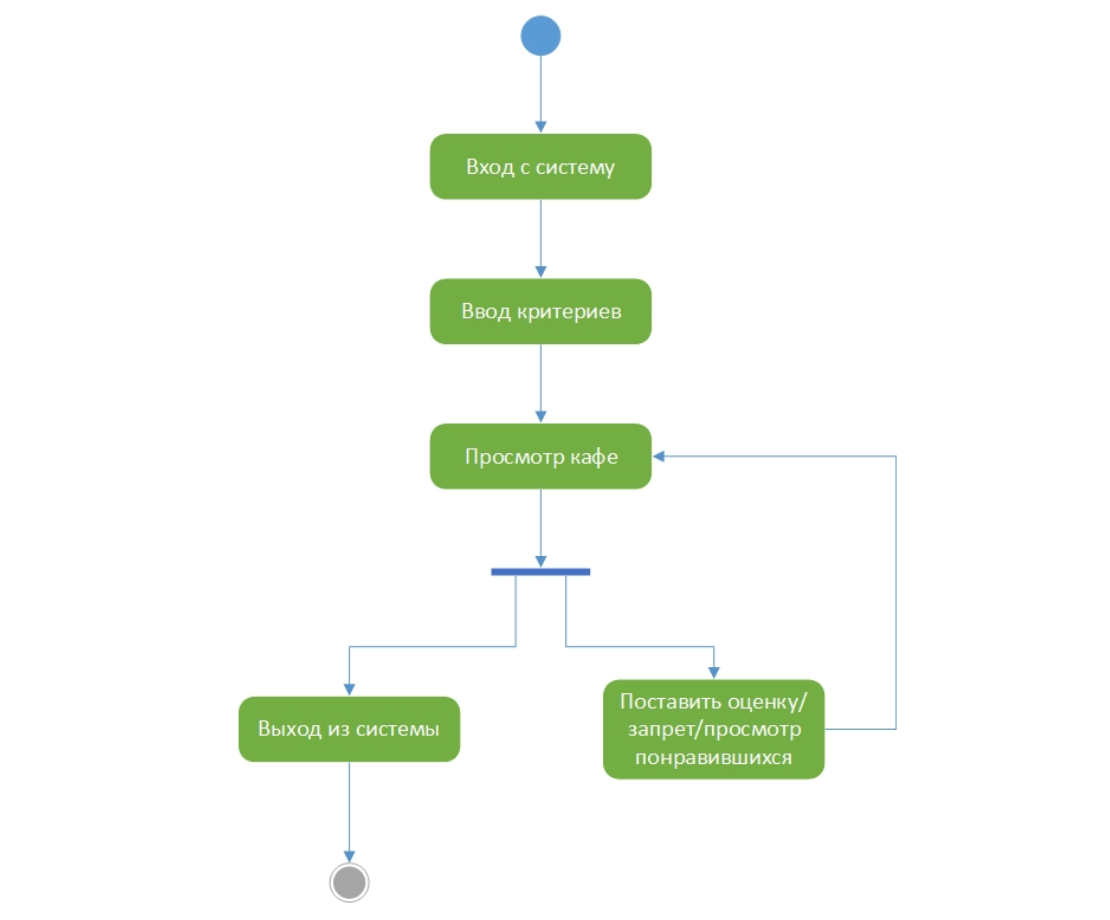 Вход с систему
Ввод критериев
Просмотр кафе
Выход из системы
Поставить оценку/
запрет/просмотр
понравившихся